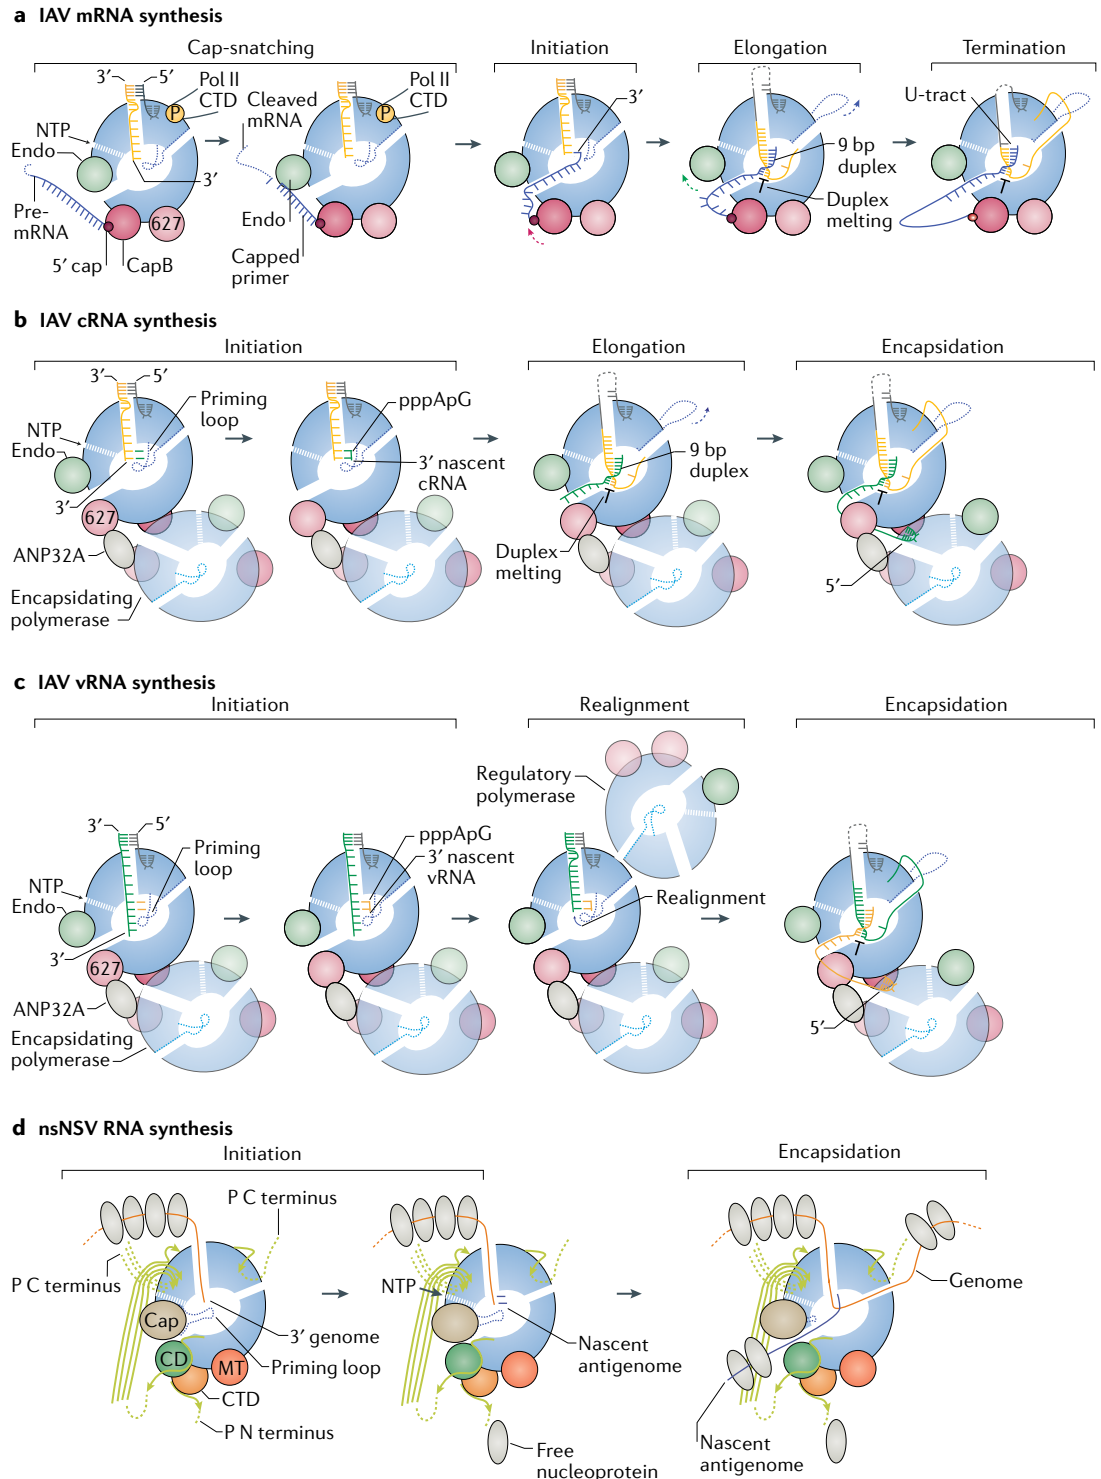 a IAV mRNA synthesis
Cap-snatching
Initiation
Elongation
Termination
3′
5′
Pol II
CTD
P
NTP
Endo
3′
Pre-
mRNA
5′ cap
CapB
627
Cleaved
mRNA
Pol II
CTD
P
Endo
Capped
primer
3′
9 bp
duplex
Duplex
melting
U-tract
b IAV cRNA synthesis
Initiation
Elongation
Encapsidation
3′
5′
Priming
loop
NTP
Endo
3′
627
ANP32A
Encapsidating
polymerase
pppApG
3′ nascent
cRNA
9 bp
duplex
Duplex
melting
5′
c IAV vRNA synthesis
Initiation
Realignment
Encapsidation
3′
5′
Priming
loop
NTP
Endo
3′
627
ANP32A
Encapsidating
polymerase
pppApG
3′ nascent
vRNA
Regulatory
polymerase
Realignment
5′
d nsNSV RNA synthesis
Initiation
Encapsidation
P C terminus
P C terminus
Cap
CD
MT
3′ genome
Priming loop
CTD
P N terminus
NTP
Nascent
antigenome
Free
nucleoprotein
Genome
Nascent
antigenome